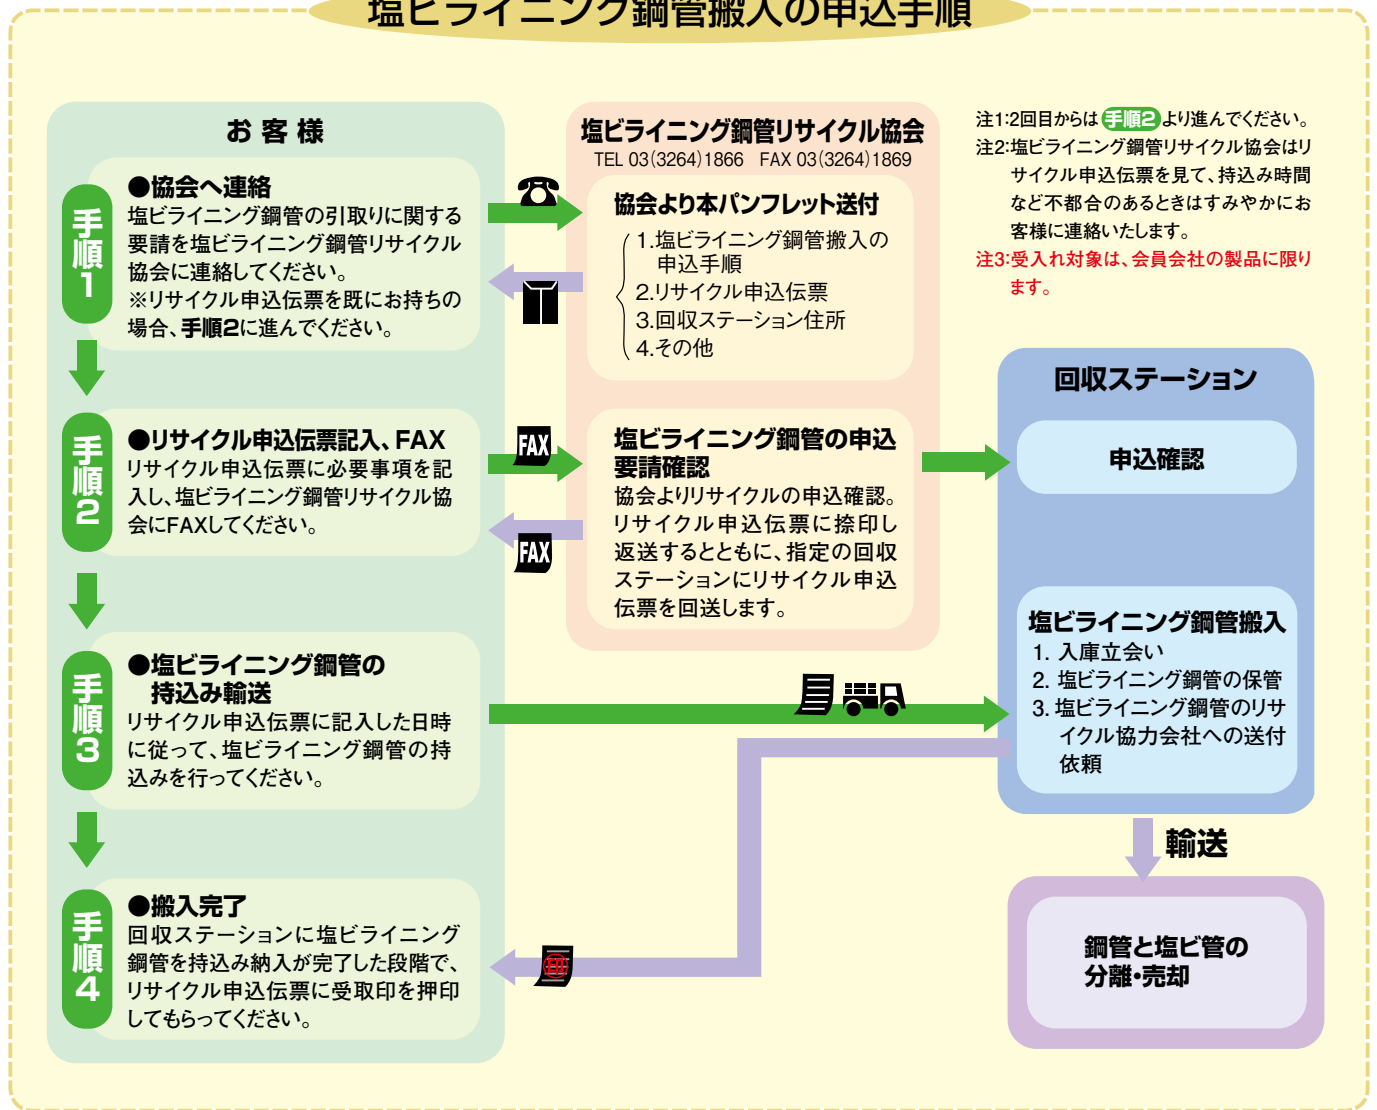 塩ビライニング鋼管搬入の申込手順
お客様
手順1
●協会へ連絡
塩ビライニング鋼管の引取りに関する
要請を塩ビライニング鋼管リサイクル
協会に連絡してください。
※リサイクル申込伝票を既にお持ちの
場合、手順2に進んでください。
塩ビライニング鋼管リサイクル協会
TEL 03(3264)1866 FAX 03(3264)1869
協会より本パンフレット送付
1.塩ビライニング鋼管搬入の
申込手順
2.リサイクル申込伝票
3.回収ステーション住所
4.その他
注1:2回目からは 手順2 より進んでください。
注2:塩ビライニング鋼管リサイクル協会はリ
サイクル申込伝票を見て、持込み時間
など不都合のあるときはすみやかにお
客様に連絡いたします。
注3:受入れ対象は、会員会社の製品に限り
ます。
手順2
●リサイクル申込伝票記入、FAX
リサイクル申込伝票に必要事項を記
入し、塩ビライニング鋼管リサイクル協
会にFAXしてください。
FAX
FAX
塩ビライニング鋼管の申込
要請確認
協会よりリサイクルの申込確認。
リサイクル申込伝票に捺印し
返送するとともに、指定の回収
ステーションにリサイクル申込
伝票を回送します。
回収ステーション
申込確認
手順3
●塩ビライニング鋼管の
持込み輸送
リサイクル申込伝票に記入した日時
に従って、塩ビライニング鋼管の持
込みを行ってください。
塩ビライニング鋼管搬入
1. 入庫立会い
2. 塩ビライニング鋼管の保管
3. 塩ビライニング鋼管のリサ
イクル協力会社への送付
依頼
輸送
手順4
●搬入完了
回収ステーションに塩ビライニング
鋼管を持込み納入が完了した段階で、
リサイクル申込伝票に受取印を押印
してもらってください。
印
鋼管と塩ビ管の
分離・売却